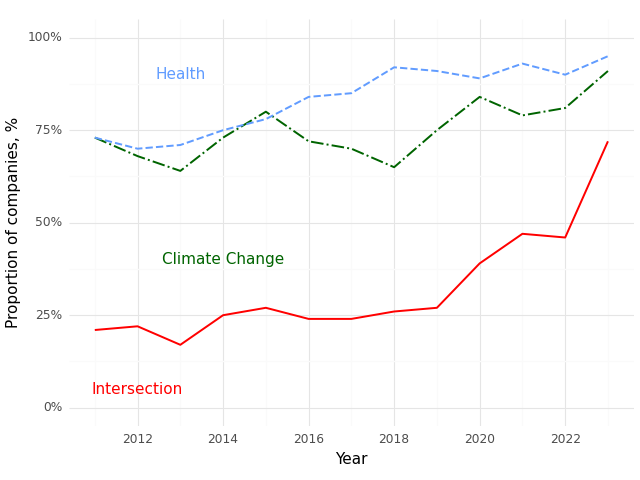 100%
Health
75%
50%
Climate Change
25%
Intersection
0%
2012 2014 2016 2018 2020 2022
Year
Proportion of companies, %